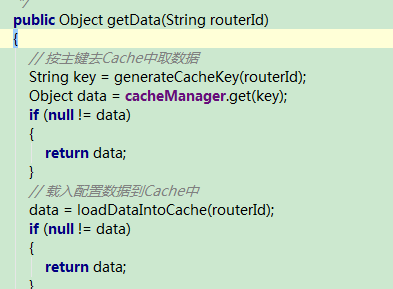 */
public Object getData(String routerId)
{
// 按主键去Cache中取数据
String key = generateCacheKey(routerId);
Object data = cacheManager.get(key);
if (null != data)
{
return data;
}
// 载入配置数据到Cache中
data = loadDataIntoCache(routerId);
if (null != data)
{
return data;
}